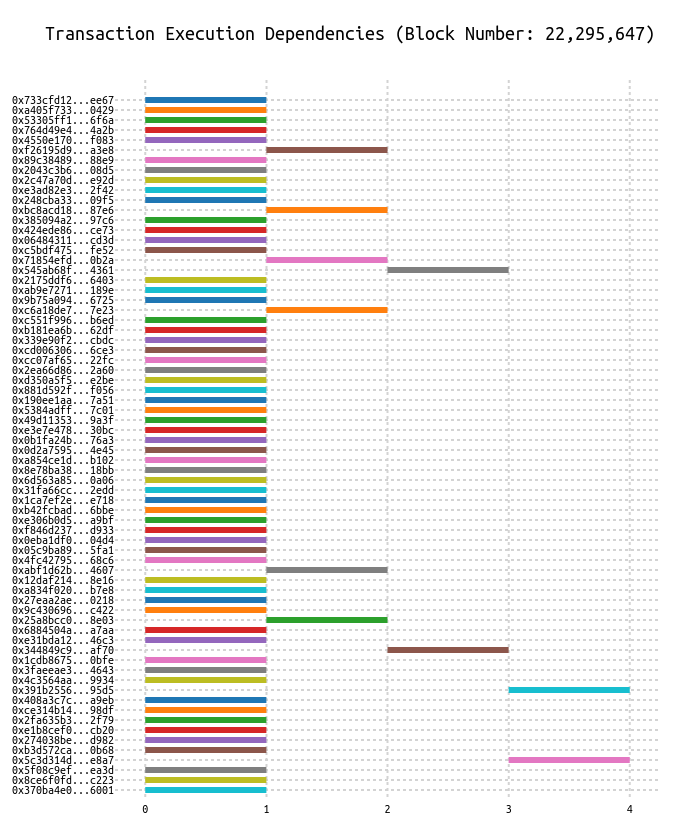 Transaction Execution Dependencies (Block Number: 22,295,647)
0x733cfd12...ee67
0xa405f733...0429
0x53305ff1...6f6a
0x764d49e4...4a2b
0x4550e170...f083
0xf26195d9...a3e8
0x89c38489...88e9
0x2043c3b6...08d5
0x2c47a70d...e92d
0xe3ad82e3...2f42
0x248cba33...09f5
0xbc8acd18...87e6
0x385094a2...97c6
0x424ede86...ce73
0x06484311...cd3d
0xc5bdf475...fe52
0x71854efd...0b2a
0x545ab68f...4361
0x2175ddf6...6403
0xab9e7271...189e
0x9b75a094...6725
0xc6a18de7...7e23
0xc551f996...b6ed
0xb181ea6b...62df
0x339e90f2...cbdc
0xcd006306...6ce3
0xcc07af65...22fc
0x2ea66d86...2a60
0xd350a5f5...e2be
0x881d592f...f056
0x190ee1aa...7a51
0x5384adff...7c01
0x49d11353...9a3f
0xe3e7e478...30bc
0x0b1fa24b...76a3
0x0d2a7595...4e45
0xa854ce1d...b102
0x8e78ba38...18bb
0x6d563a85...0a06
0x31fa66cc...2edd
0x1ca7ef2e...e718
0xb42fcbad...6bbe
0xe306b0d5...a9bf
0xf846d237...d933
0x0eba1df0...04d4
0x05c9ba89...5fa1
0x4fc42795...68c6
0xabf1d62b...4607
0x12daf214...8e16
0xa834f020...b7e8
0x27eaa2ae...0218
0x9c430696...c422
0x25a8bcc0...8e03
0x6884504a...a7aa
0xe31bda12...46c3
0x344849c9...af70
0x1cdb8675...0bfe
0x3faeeae3...4643
0x4c3564aa...9934
0x391b2556...95d5
0x408a3c7c...a9eb
0xce314b14...98df
0x2fa635b3...2f79
0xe1b8cef0...cb20
0x274038be...d982
0xb3d572ca...0b68
0x5c3d314d...e8a7
0x5f08c9ef...ea3d
0x8ce6f0fd...c223
0x370ba4e0...6001
0 1 2 3 4